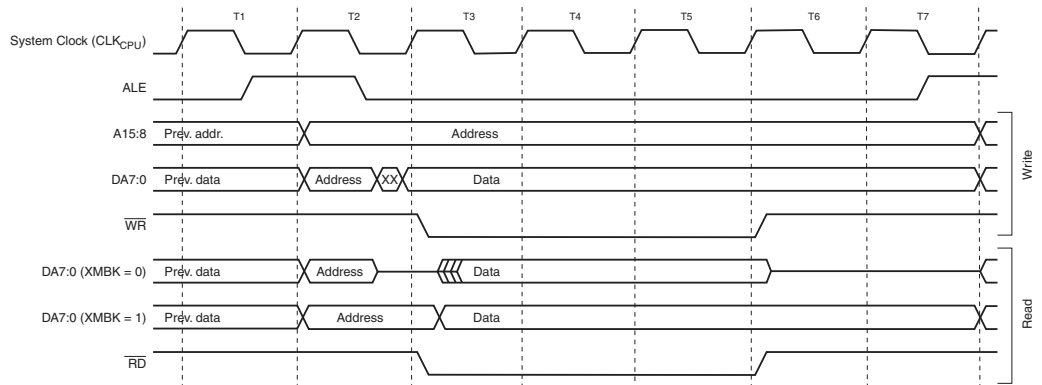 T1 T2 T3 T4 T5 T6 T7
System Clock (CLKCPU)
ALE
A15:8 Prev. addr. Address
DA7:0 Prev. data Address XX Data
WR
Write
DA7:0 (XMBK = 0) Prev. data Address Data
DA7:0 (XMBK = 1) Prev. data Address Data
RD
Read